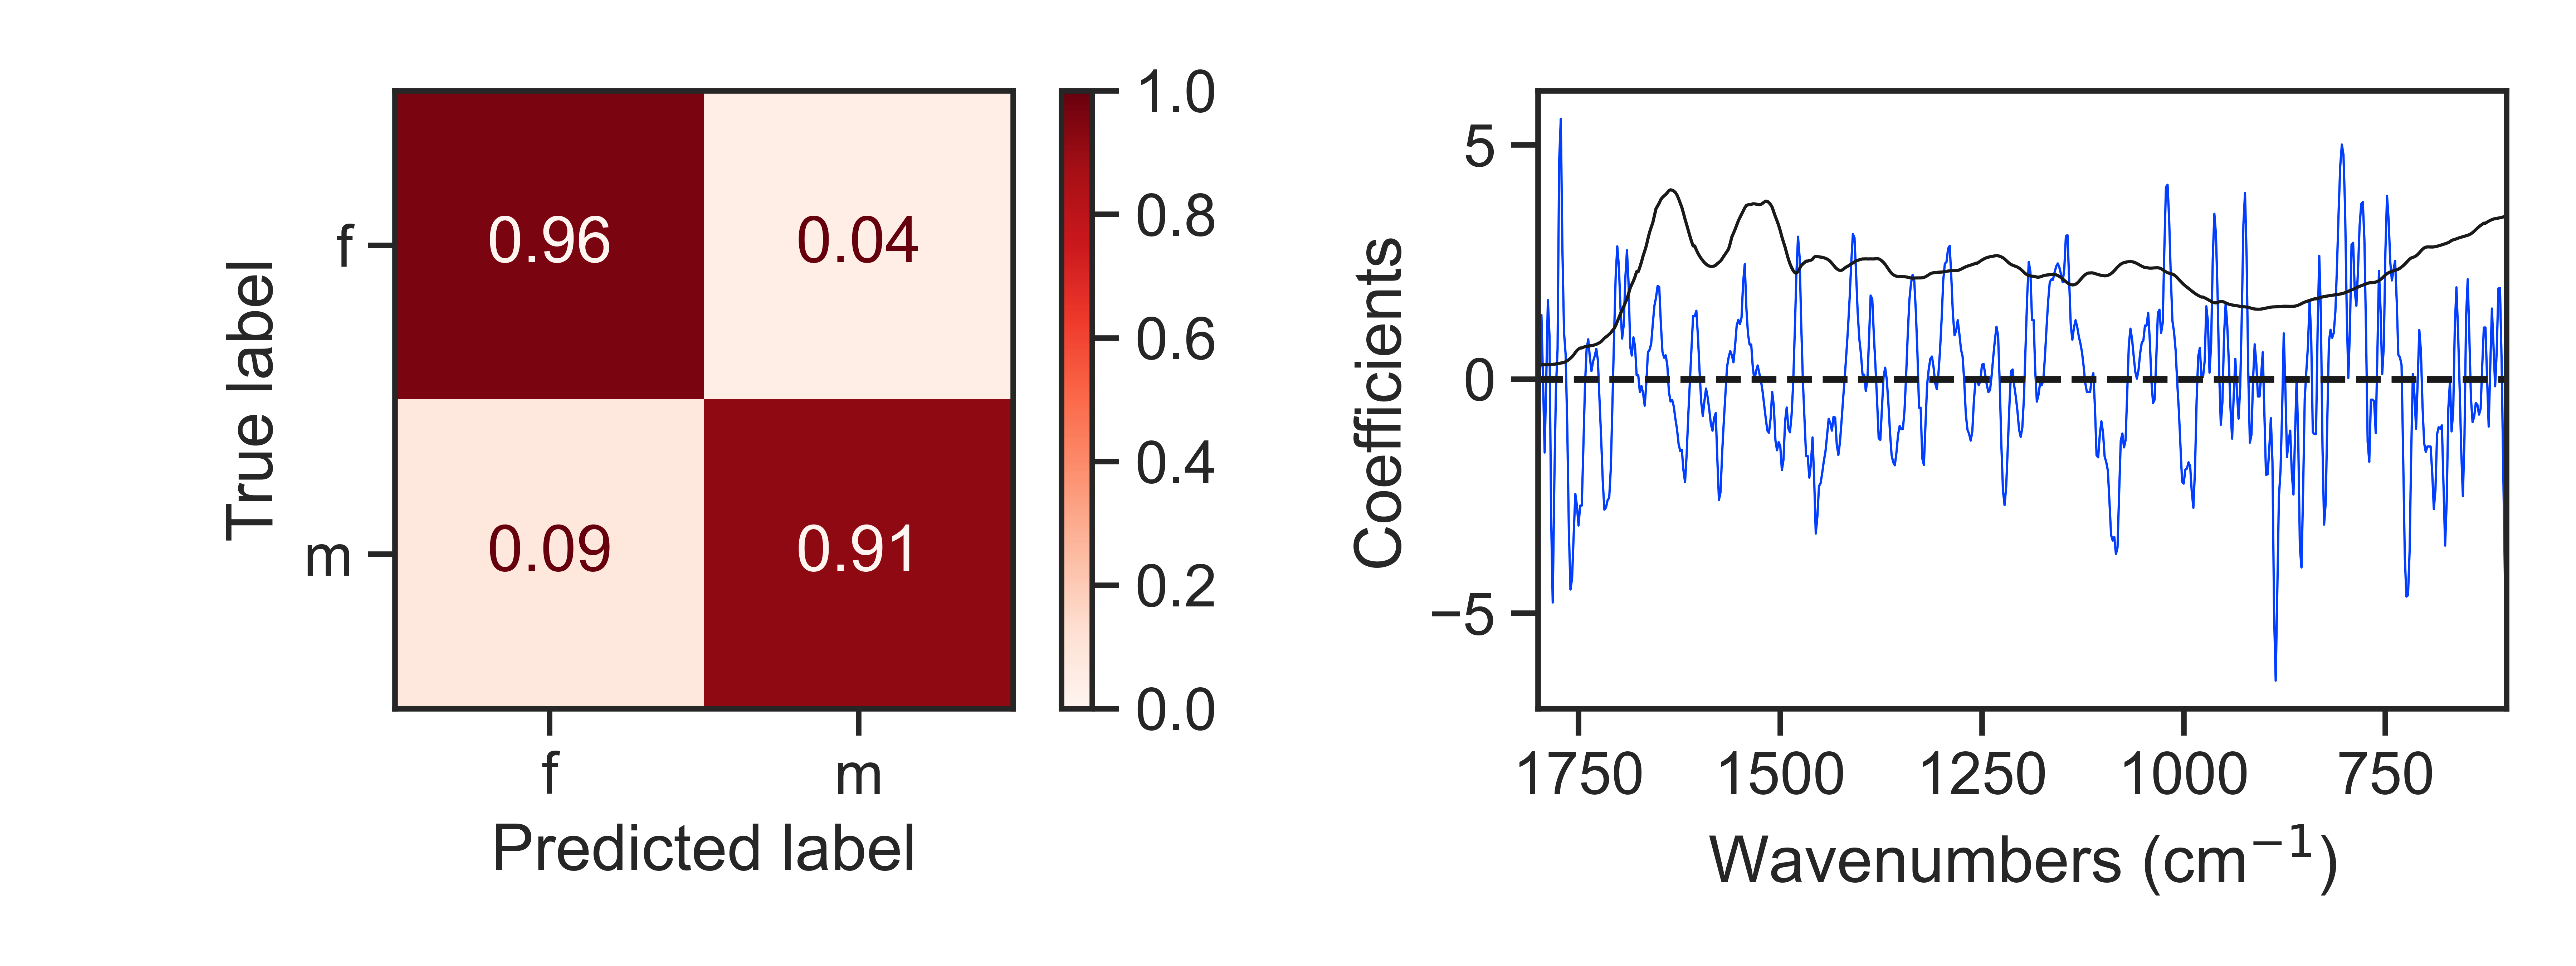 True label
f
m
0.96
0.04
0.09
0.91
f
m
Predicted label
1.0
0.8
0.6
0.4
0.2
0.0
Coefficients
5
0
−5
1750
1500
1250
1000
750
Wavenumbers (cm⁻¹)